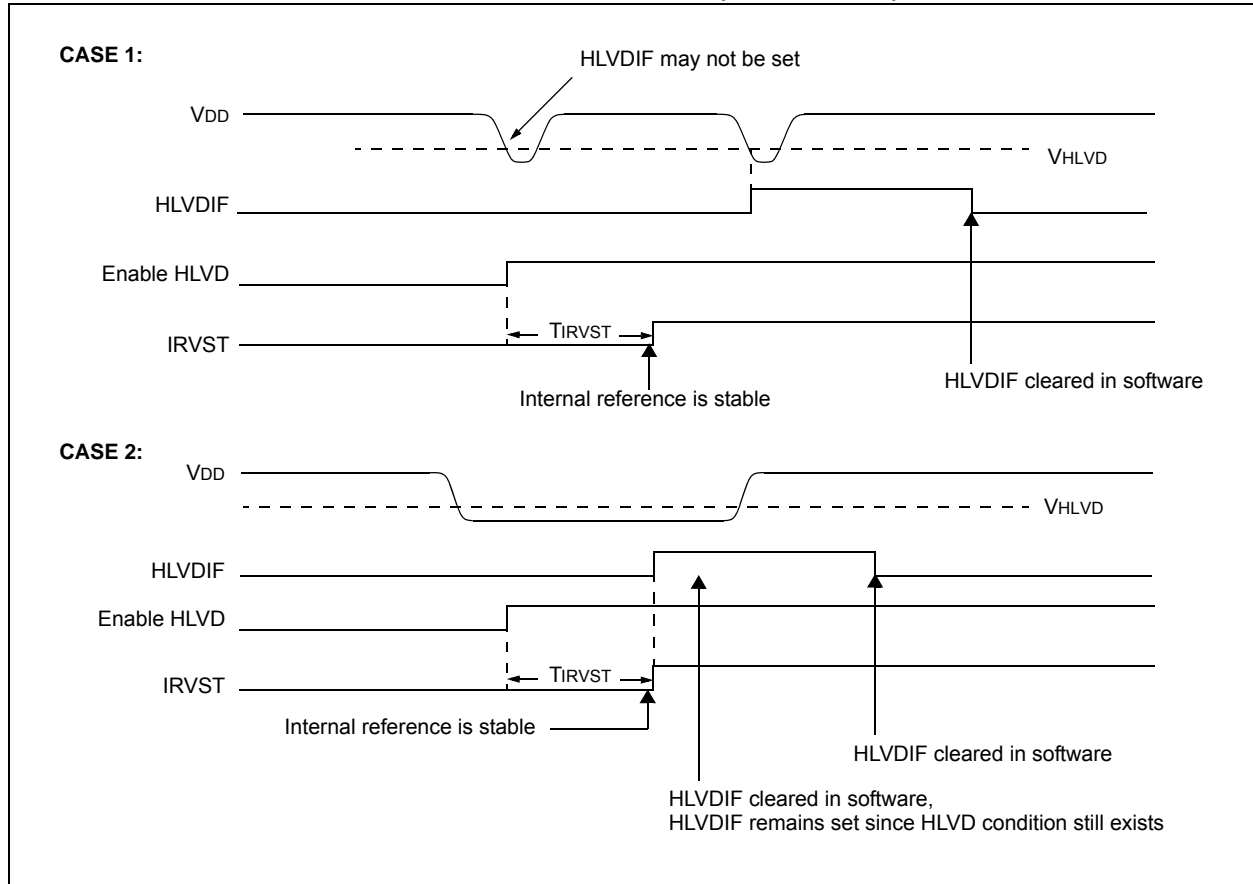 CASE 1:
HLVDIF may not be set
VDD
VHLVD
HLVDIF
Enable HLVD
TIRVST
IRVST
HLVDIF cleared in software
Internal reference is stable
CASE 2:
VDD
VHLVD
HLVDIF
Enable HLVD
TIRVST
IRVST
Internal reference is stable
HLVDIF cleared in software
HLVDIF cleared in software,
HLVDIF remains set since HLVD condition still exists